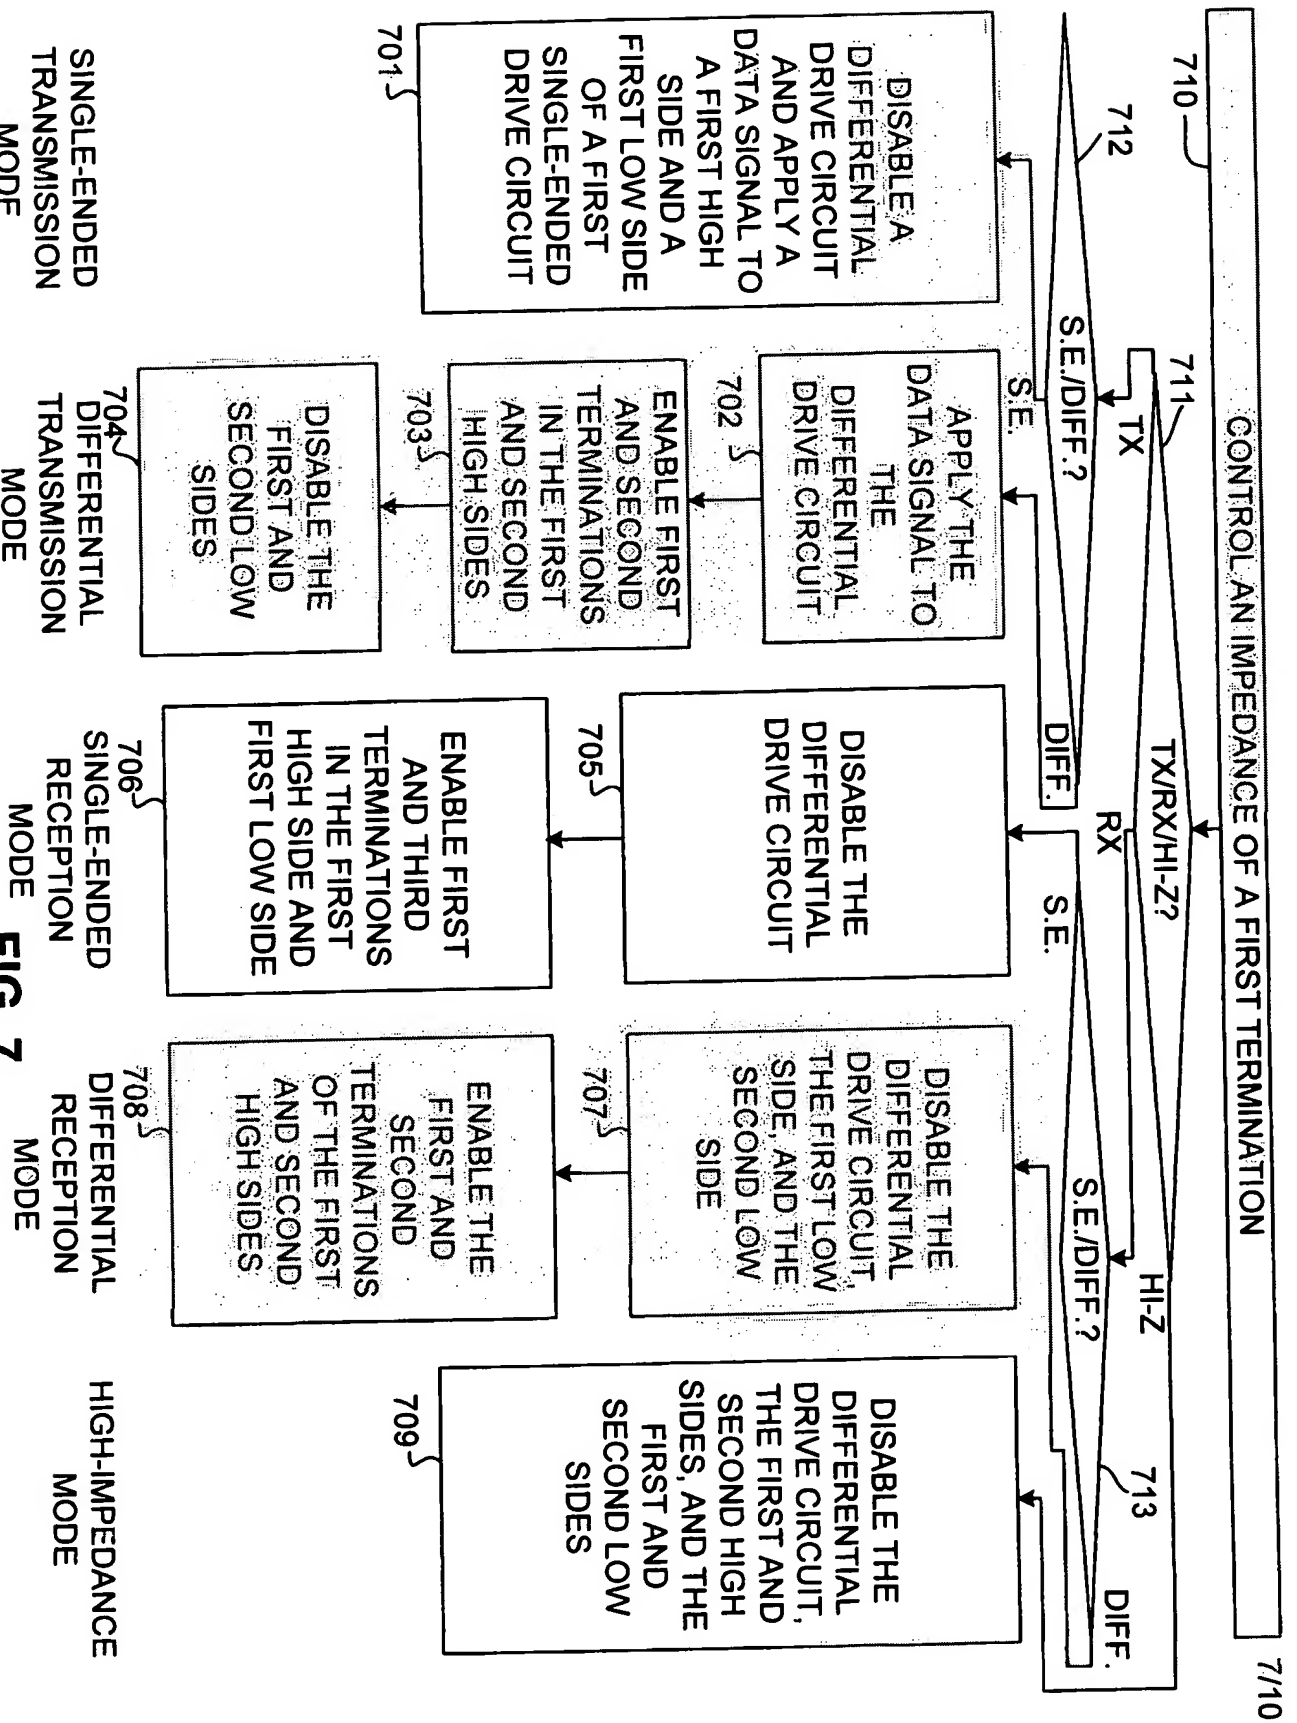 7/10
CONTROL AN IMPEDANCE OF A FIRST TERMINATION
710
711
TX/RX/HI-Z?
TX
RX
HI-Z
712
S.E./DIFF.?
S.E.
DIFF.
S.E./DIFF.?
713
S.E.
DIFF.
DISABLE A
DIFFERENTIAL
DRIVE CIRCUIT
AND APPLY A
DATA SIGNAL TO
A FIRST HIGH
SIDE AND A
FIRST LOW SIDE
OF A FIRST
SINGLE-ENDED
DRIVE CIRCUIT
701
SINGLE-ENDED
TRANSMISSION
MODE
APPLY THE
DATA SIGNAL TO
THE
DIFFERENTIAL
DRIVE CIRCUIT
702
ENABLE FIRST
AND SECOND
TERMINATIONS
IN THE FIRST
AND SECOND
HIGH SIDES
703
DISABLE THE
FIRST AND
SECOND LOW
SIDES
704
DIFFERENTIAL
TRANSMISSION
MODE
DISABLE THE
DIFFERENTIAL
DRIVE CIRCUIT
705
ENABLE FIRST
AND THIRD
TERMINATIONS
IN THE FIRST
HIGH SIDE AND
FIRST LOW SIDE
706
SINGLE-ENDED
RECEPTION
MODE
DISABLE THE
DIFFERENTIAL
DRIVE CIRCUIT,
THE FIRST LOW
SIDE, AND THE
SECOND LOW
SIDE
707
ENABLE THE
FIRST AND
SECOND
TERMINATIONS
OF THE FIRST
AND SECOND
HIGH SIDES
708
DIFFERENTIAL
RECEPTION
MODE
DISABLE THE
DIFFERENTIAL
DRIVE CIRCUIT,
THE FIRST AND
SECOND HIGH
SIDES, AND THE
FIRST AND
SECOND LOW
SIDES
709
HIGH-IMPEDANCE
MODE
FIG. 7